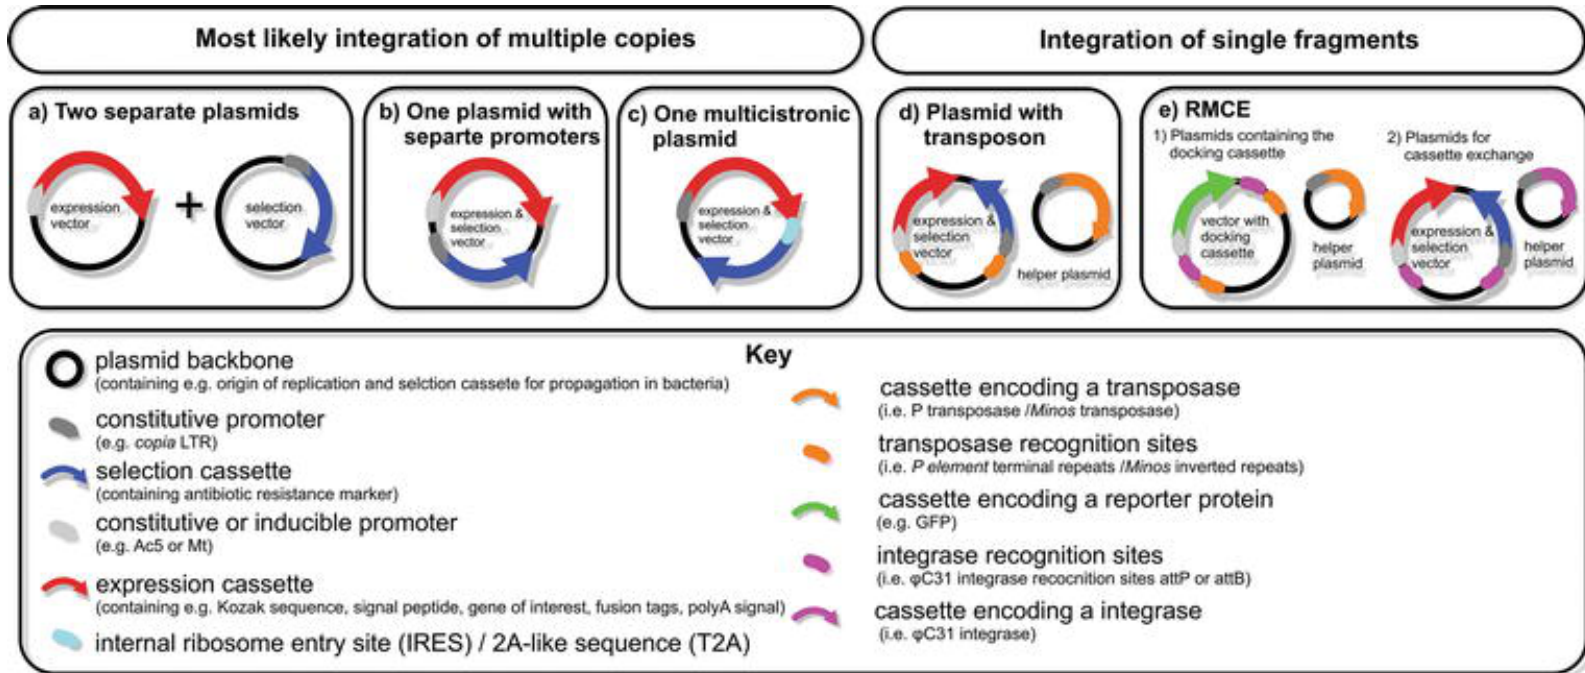 Most likely integration of multiple copies
Integration of single fragments
a) Two separate plasmids
expression
vector
+
selection
vector
b) One plasmid with
separte promoters
expression &
selection
vector
c) One multicistronic
plasmid
expression &
selection
vector
d) Plasmid with
transposon
expression &
selection
vector
helper plasmid
e) RMCE
1) Plasmids containing the
docking cassette
vector with
docking
cassette
helper
plasmid
2) Plasmids for
cassette exchange
expression &
selection
vector
helper
plasmid
Key
plasmid backbone
(containing e.g. origin of replication and selction cassete for propagation in bacteria)
constitutive promoter
(e.g. copia LTR)
selection cassette
(containing antibiotic resistance marker)
constitutive or inducible promoter
(e.g. Ac5 or Mt)
expression cassette
(containing e.g. Kozak sequence, signal peptide, gene of interest, fusion tags, polyA signal)
internal ribosome entry site (IRES) / 2A-like sequence (T2A)
cassette encoding a transposase
(i.e. P transposase /Minos transposase)
transposase recognition sites
(i.e. P element terminal repeats /Minos inverted repeats)
cassette encoding a reporter protein
(e.g. GFP)
integrase recognition sites
(i.e. φC31 integrase recocnition sites attP or attB)
cassette encoding a integrase
(i.e. φC31 integrase)